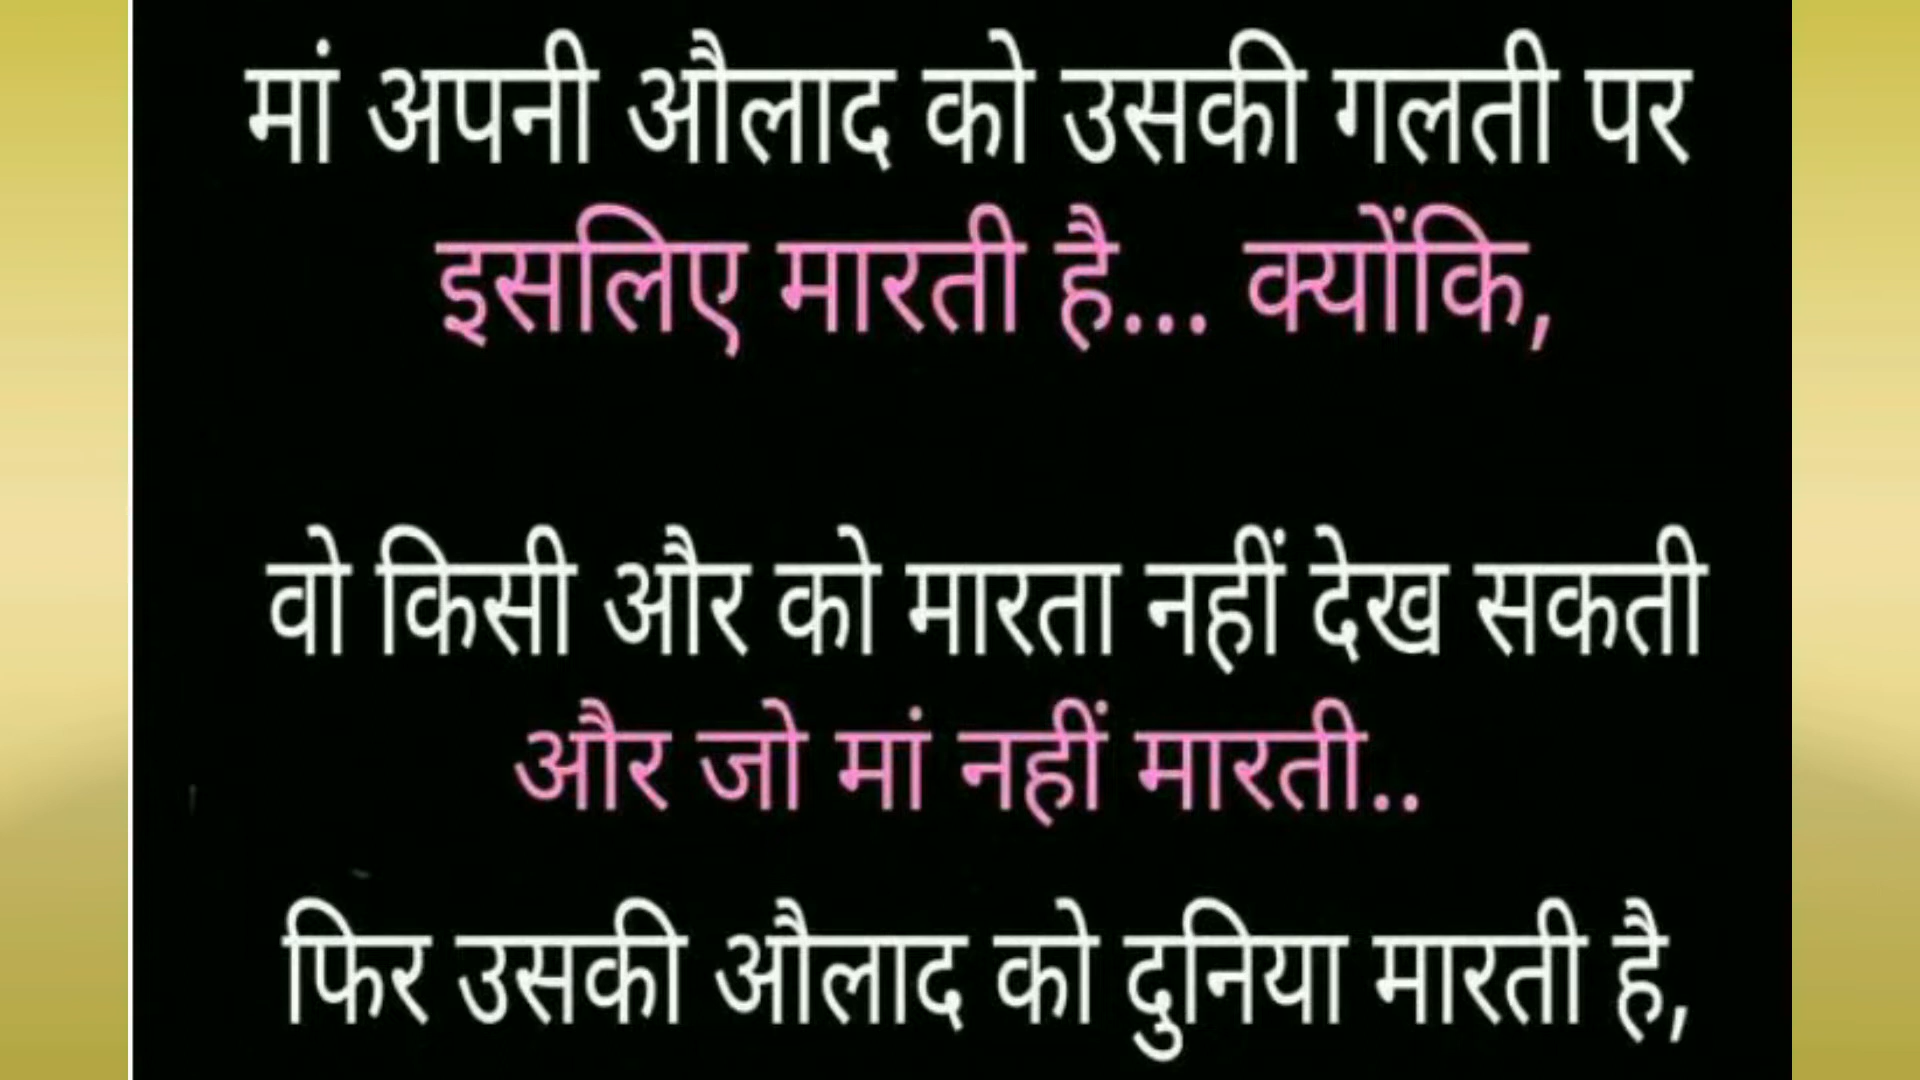 मां अपनी औलाद को उसकी गलती पर
इसलिए मारती है... क्योंकि,
वो किसी और को मारता नहीं देख सकती
और जो मां नहीं मारती..
फिर उसकी औलाद को दुनिया मारती है,